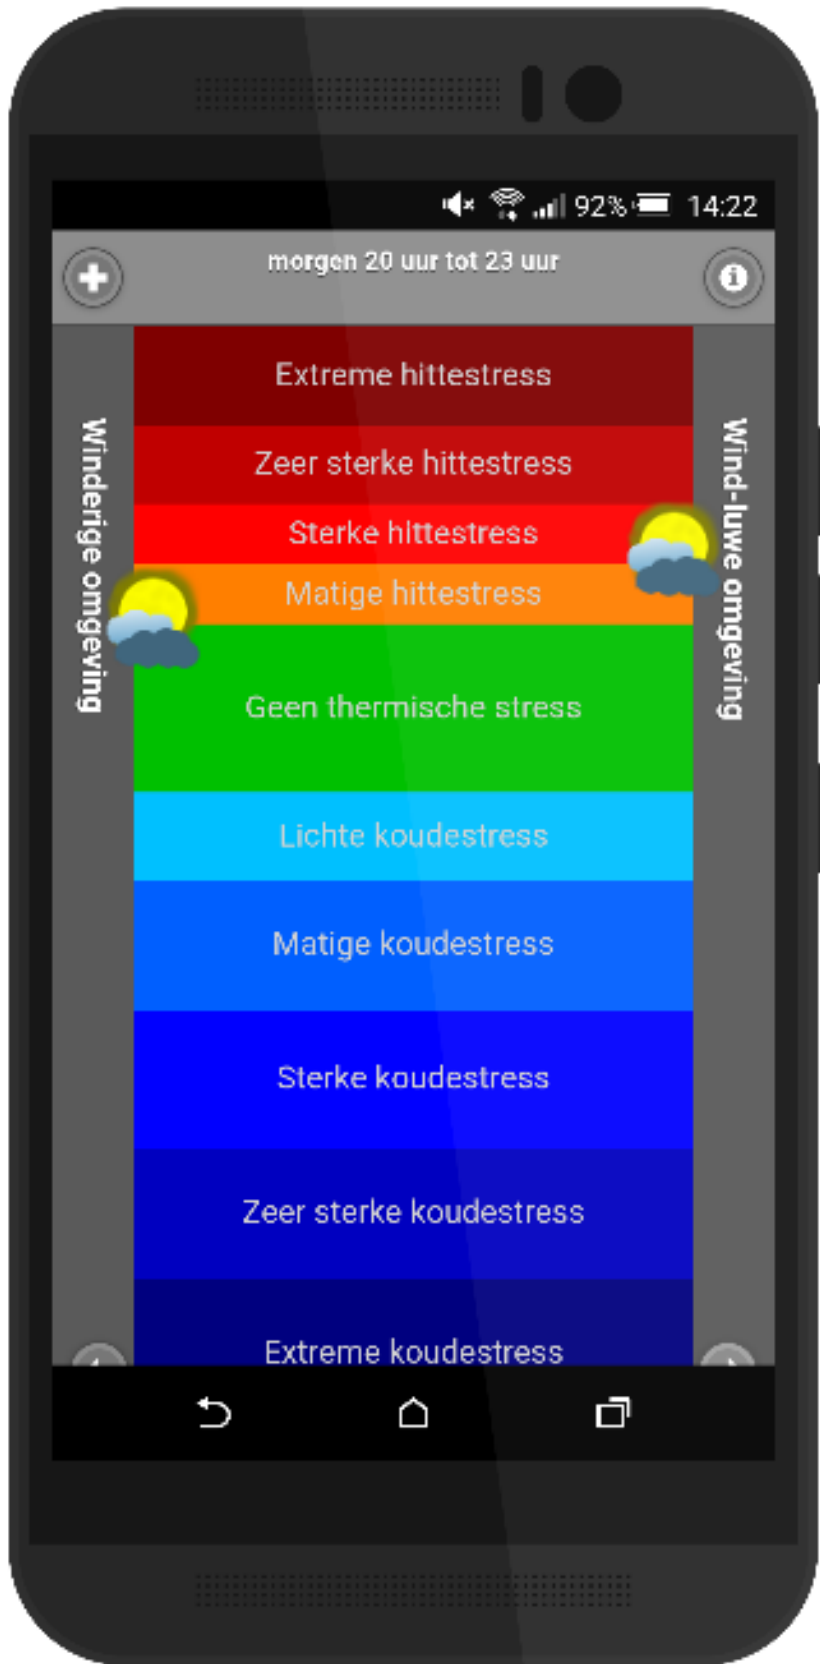 92% 14:22
morgen 20 uur tot 23 uur
Winderige omgeving
Wind-luwe omgeving
Extreme hittestress
Zeer sterke hittestress
Sterke hittestress
Matige hittestress
Geen thermische stress
Lichte koudestress
Matige koudestress
Sterke koudestress
Zeer sterke koudestress
Extreme koudestress